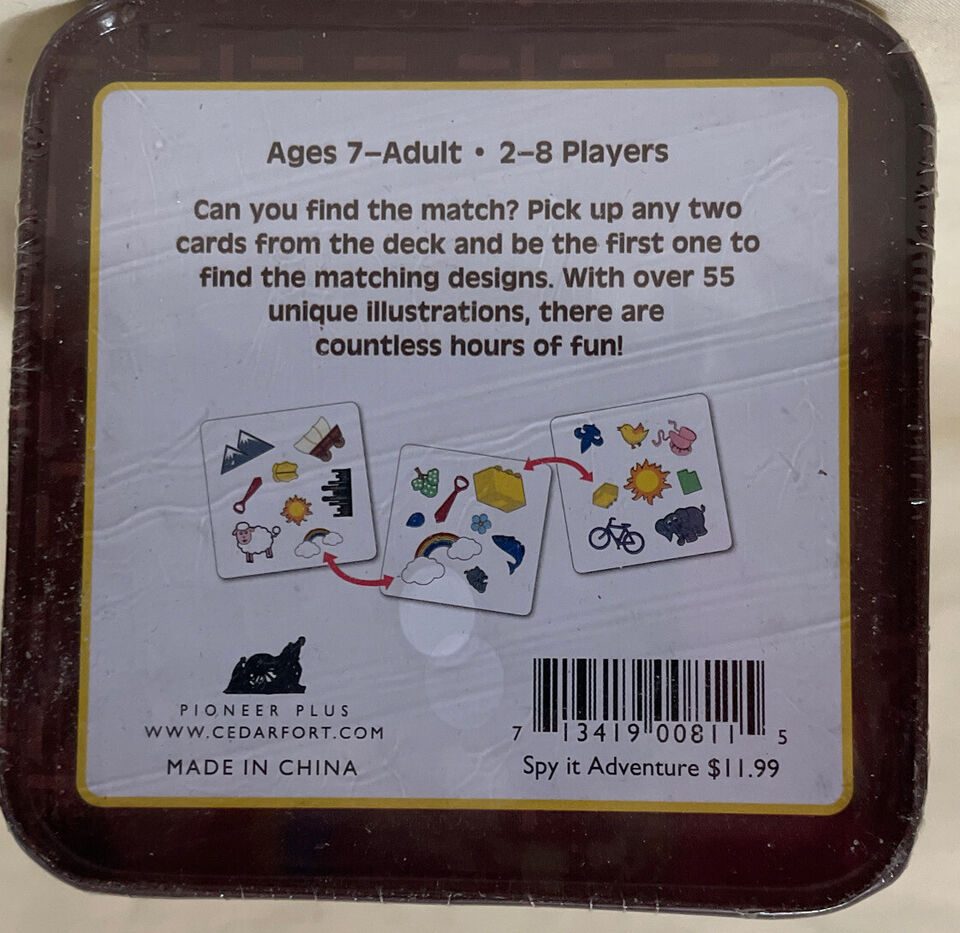 Ages 7–Adult • 2–8 Players
Can you find the match? Pick up any two
cards from the deck and be the first one to
find the matching designs. With over 55
unique illustrations, there are
countless hours of fun!
PIONEER PLUS
WWW.CEDARFORT.COM
MADE IN CHINA
7 13419 00811 5
Spy it Adventure $11.99